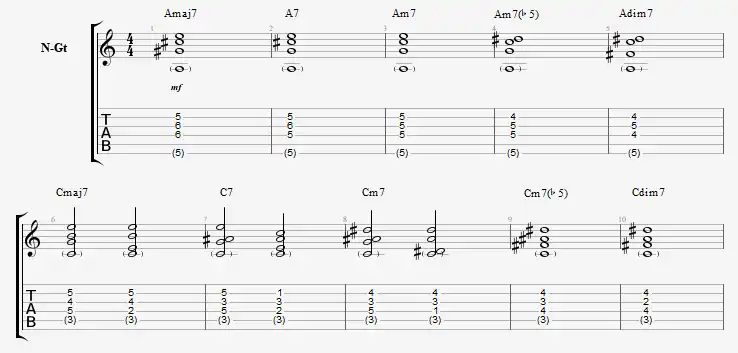 Amaj7 A7 Am7 Am7(♭5) Adim7
1 2 3 4 5
N-Gt 4
4
mf
T 5 5 5 4 5
6 6 5 5 4
A 6 5 5 5 4
B
(5) (5) (5) (5) (5)
Cmaj7 C7 Cm7 Cm7(♭5) Cdim7
6 7 8 9 10
T 5 5 5 1 4 4 4 4
4 4 3 3 3 3 3 2
A 5 2 5 2 5 1 4 4
B (3) (3) (3) (3) (3) (3) (3) (3)